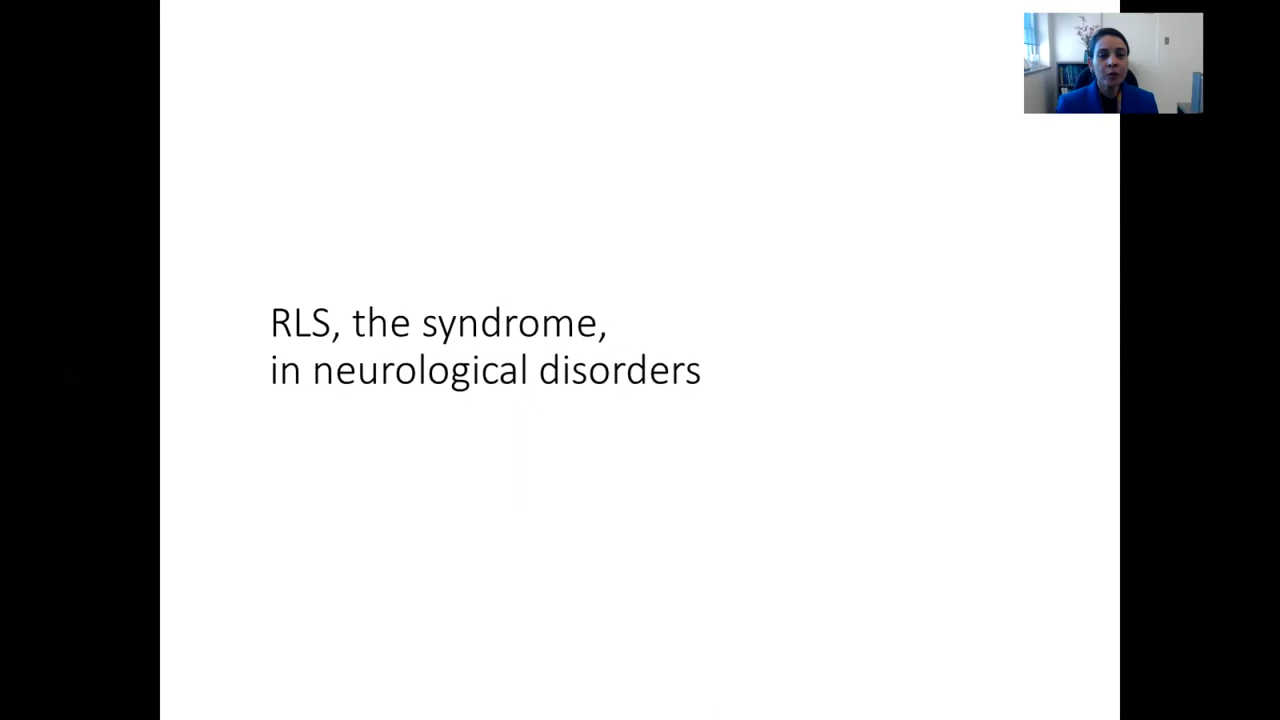 RLS, the syndrome,
in neurological disorders